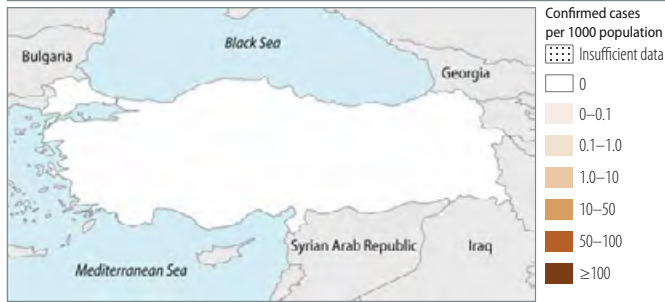 Confirmed cases
per 1000 population
Insufficient data
0
0–0.1
0.1–1.0
1.0–10
10–50
50–100
≥100
Black Sea
Bulgaria
Georgia
Syrian Arab Republic
Iraq
Mediterranean Sea